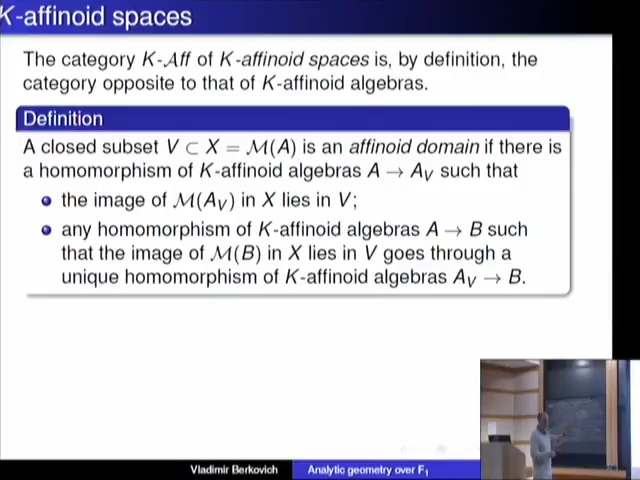 K-affinoid spaces
The category K-Aff of K-affinoid spaces is, by definition, the
category opposite to that of K-affinoid algebras.
Definition
A closed subset V ⊂ X = ℳ(A) is an affinoid domain if there is
a homomorphism of K-affinoid algebras A → A_V such that
the image of ℳ(A_V) in X lies in V;
any homomorphism of K-affinoid algebras A → B such
that the image of ℳ(B) in X lies in V goes through a
unique homomorphism of K-affinoid algebras A_V → B.
Vladimir Berkovich
Analytic geometry over F₁